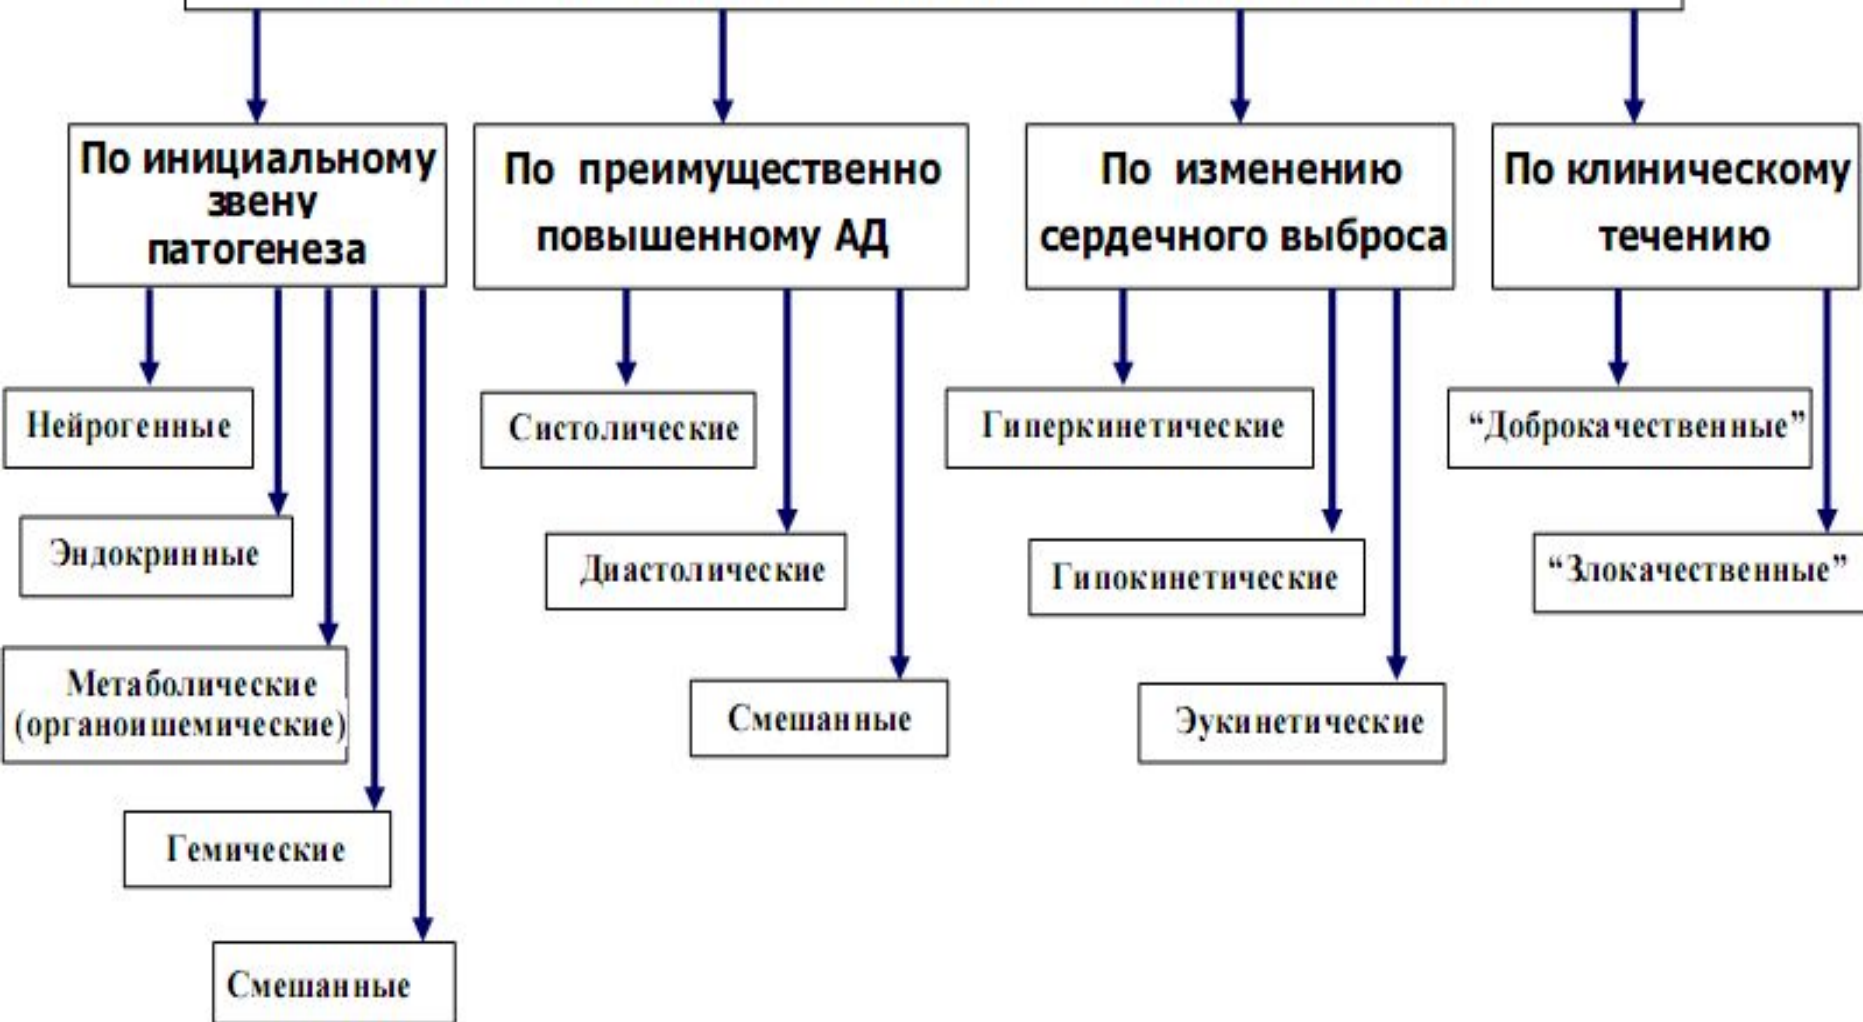 По инициальному
звену
патогенеза
По преимущественно
повышенному АД
По изменению
сердечного выброса
По клиническому
течению
Нейрогенные
Эндокринные
Метаболические
(органоишемические)
Гемические
Смешанные
Систолические
Диастолические
Смешанные
Гиперкинетические
Гипокинетические
Эукинетические
“Доброкачественные”
“Злокачественные”